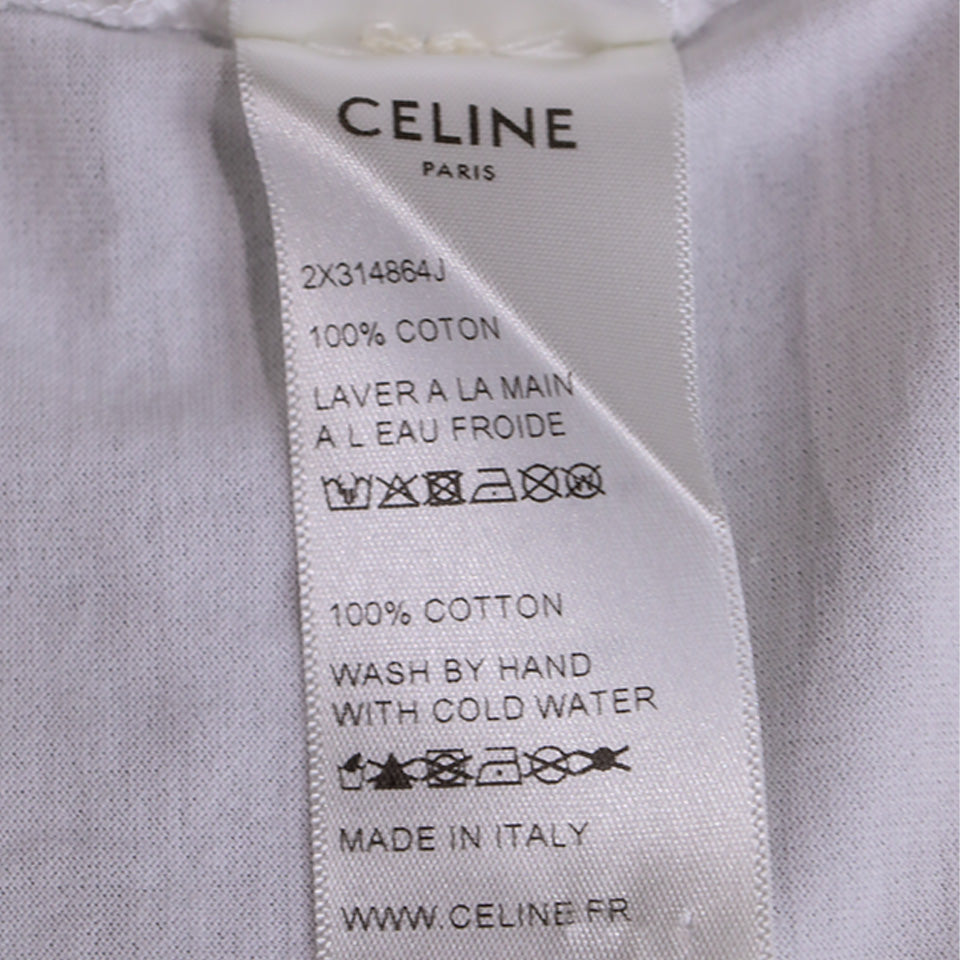 CELINE
PARIS
2X314864J
100% COTON
LAVER A LA MAIN
A L EAU FROIDE
100% COTTON
WASH BY HAND
WITH COLD WATER
MADE IN ITALY
WWW.CELINE.FR